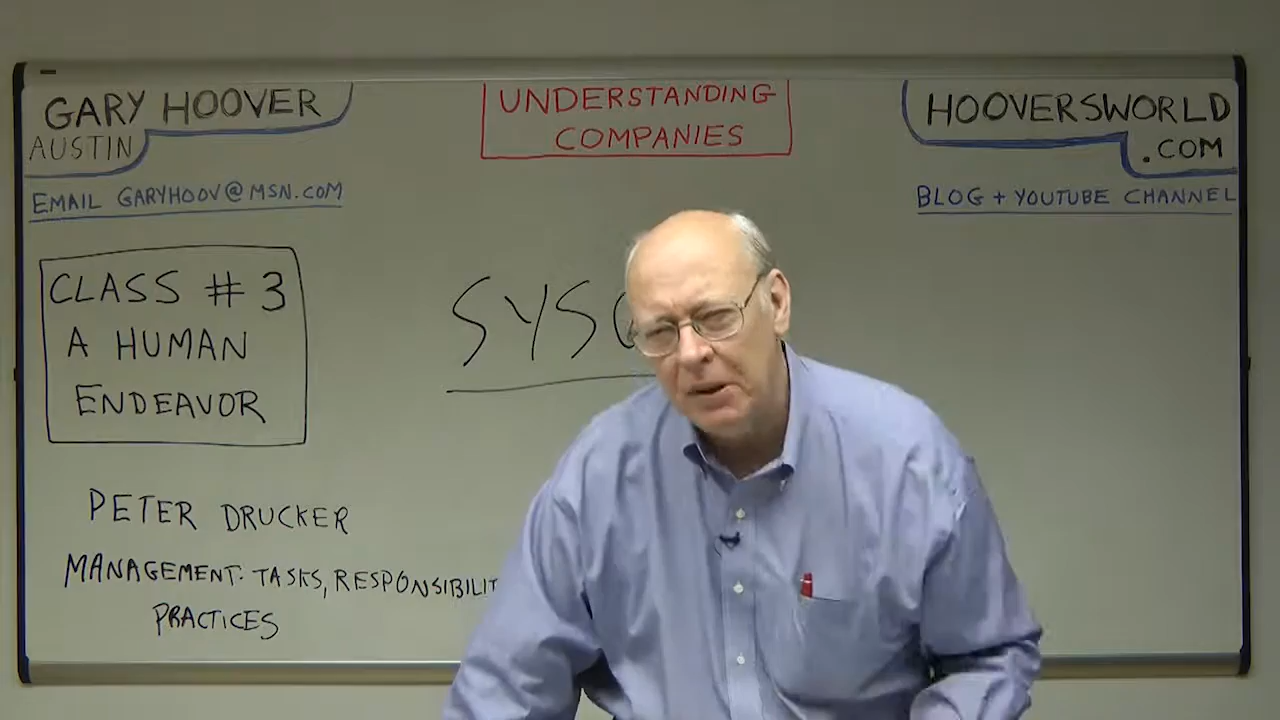 GARY HOOVER
AUSTIN
EMAIL GARYHOOV@MSN.COM
UNDERSTANDING
COMPANIES
HOOVERSWORLD
.COM
BLOG + YOUTUBE CHANNEL
CLASS # 3
A HUMAN
ENDEAVOR
PETER DRUCKER
MANAGEMENT: TASKS, RESPONSIBILIT
PRACTICES